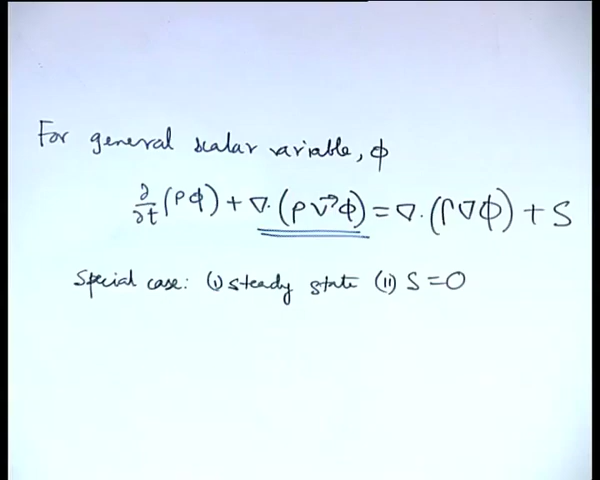 For general scalar variable, φ
∂/∂t (ρφ) + ∇·(ρv⃗φ) = ∇·(Γ∇φ) + S
Special case: (i) steady state (ii) S = 0